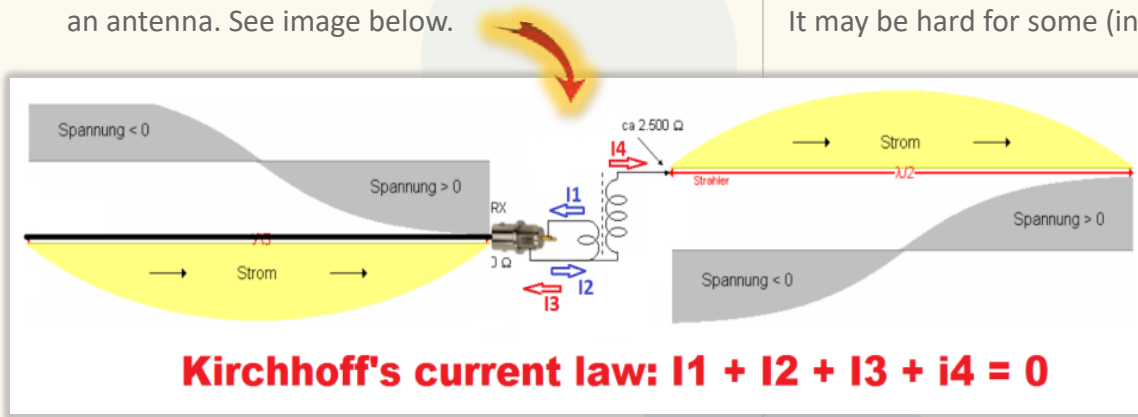 an antenna. See image below.
It may be hard for some (in
Spannung < 0
Spannung > 0
Strom
RX
0 Ω
I1
I2
I3
I4
ca 2.500 Ω
Strom
Strahler
λ/2
Spannung > 0
Spannung < 0
Kirchhoff's current law: I1 + I2 + I3 + i4 = 0